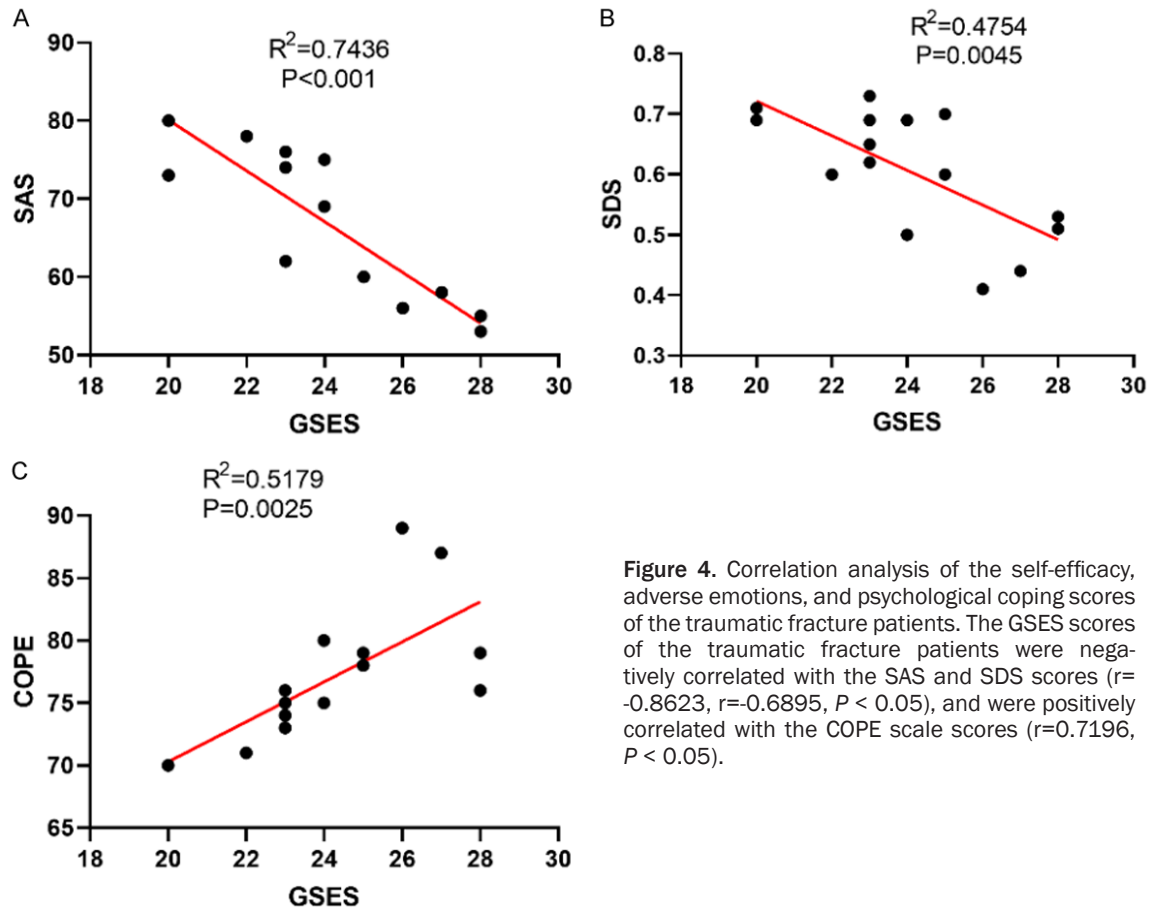 A
R²=0.7436
P<0.001
90
80
70
60
50
SAS
18 20 22 24 26 28 30
GSES
B
R²=0.4754
P=0.0045
0.8
0.7
0.6
0.5
0.4
0.3
SDS
18 20 22 24 26 28 30
GSES
C
R²=0.5179
P=0.0025
90
85
80
75
70
65
COPE
18 20 22 24 26 28 30
GSES
Figure 4. Correlation analysis of the self-efficacy,
adverse emotions, and psychological coping scores
of the traumatic fracture patients. The GSES scores
of the traumatic fracture patients were nega-
tively correlated with the SAS and SDS scores (r=
-0.8623, r=-0.6895, P < 0.05), and were positively
correlated with the COPE scale scores (r=0.7196,
P < 0.05).